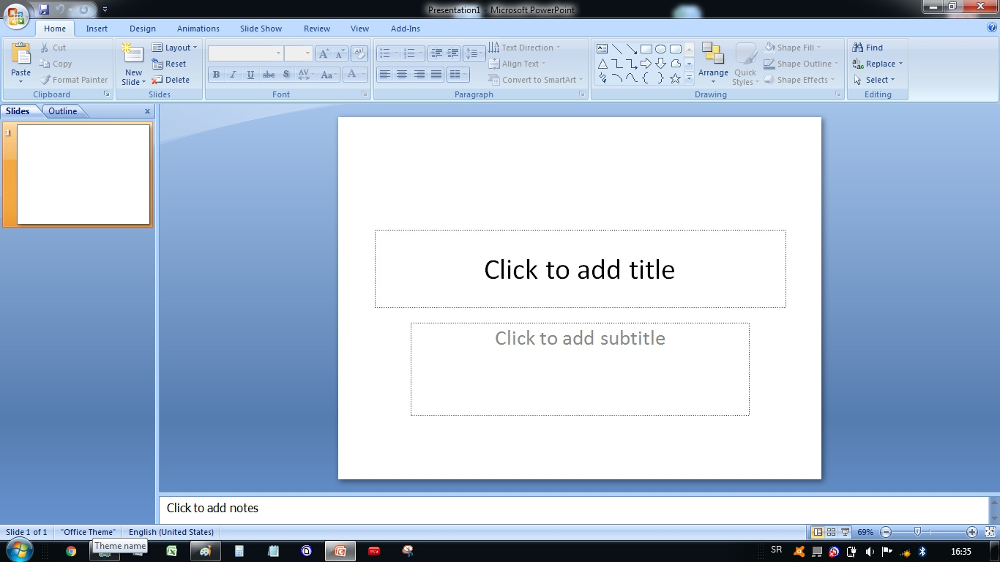 Presentation1 - Microsoft PowerPoint
Home Insert Design Animations Slide Show Review View Add-Ins
Paste
Cut
Copy
Format Painter
Clipboard
New Slide
Layout
Reset
Delete
Slides
B I U abc S AV Aa A
Font
Text Direction
Align Text
Convert to SmartArt
Paragraph
Arrange
Quick Styles
Shape Fill
Shape Outline
Shape Effects
Drawing
Find
Replace
Select
Editing
Slides Outline x
1
Click to add title
Click to add subtitle
Click to add notes
Slide 1 of 1 "Office Theme" English (United States) 69%
Theme name
SR 16:35